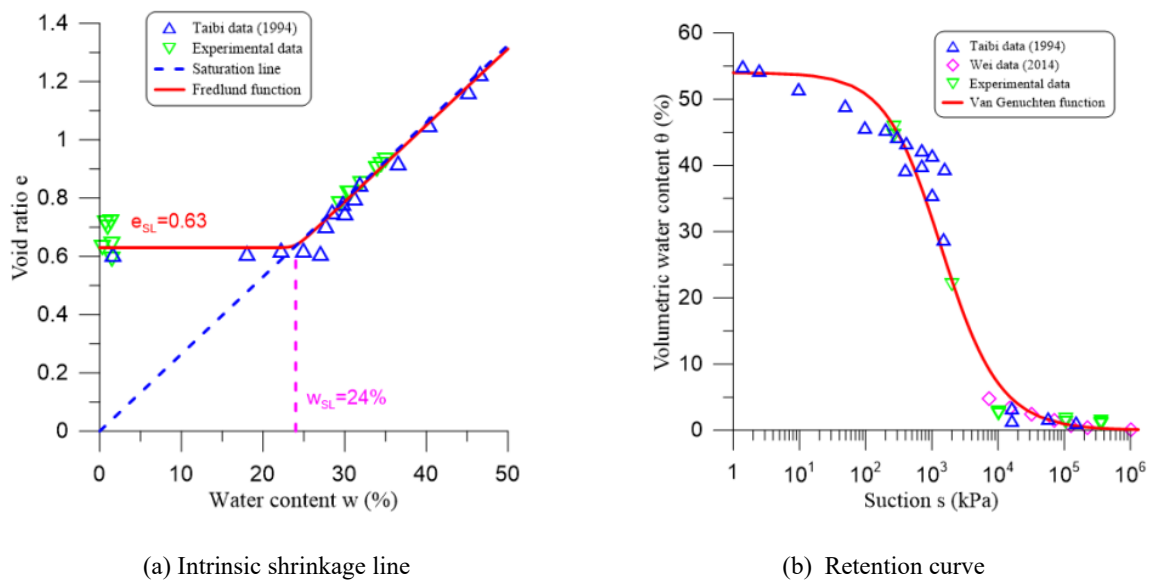 Void ratio e
1.4
1.2
1
0.8
0.6
0.4
0.2
0
Taibi data (1994)
Experimental data
Saturation line
Fredlund function
e_SL=0.63
w_SL=24%
0 10 20 30 40 50
Water content w (%)
(a) Intrinsic shrinkage line
Volumetric water content θ (%)
60
50
40
30
20
10
0
Taibi data (1994)
Wei data (2014)
Experimental data
Van Genuchten function
1 10¹ 10² 10³ 10⁴ 10⁵ 10⁶
Suction s (kPa)
(b) Retention curve